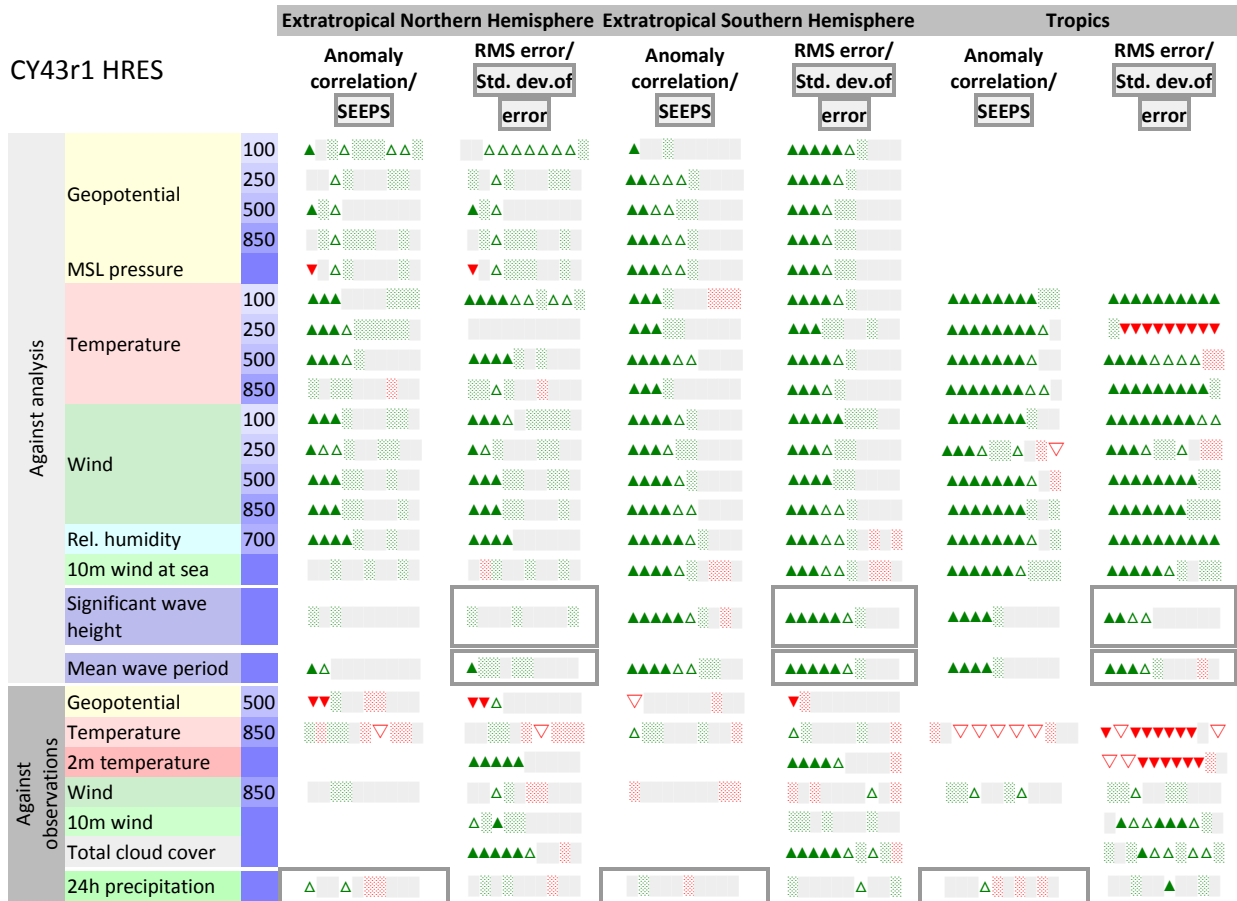 Extratropical Northern Hemisphere Extratropical Southern Hemisphere Tropics
CY43r1 HRES
Anomaly correlation/ SEEPS
RMS error/ Std. dev.of error
Anomaly correlation/ SEEPS
RMS error/ Std. dev.of error
Anomaly correlation/ SEEPS
RMS error/ Std. dev.of error
Against analysis
Geopotential
100
250
500
850
MSL pressure
Temperature
100
250
500
850
Wind
100
250
500
850
Rel. humidity 700
10m wind at sea
Significant wave
height
Mean wave period
Against
observations
Geopotential 500
Temperature 850
2m temperature
Wind 850
10m wind
Total cloud cover
24h precipitation